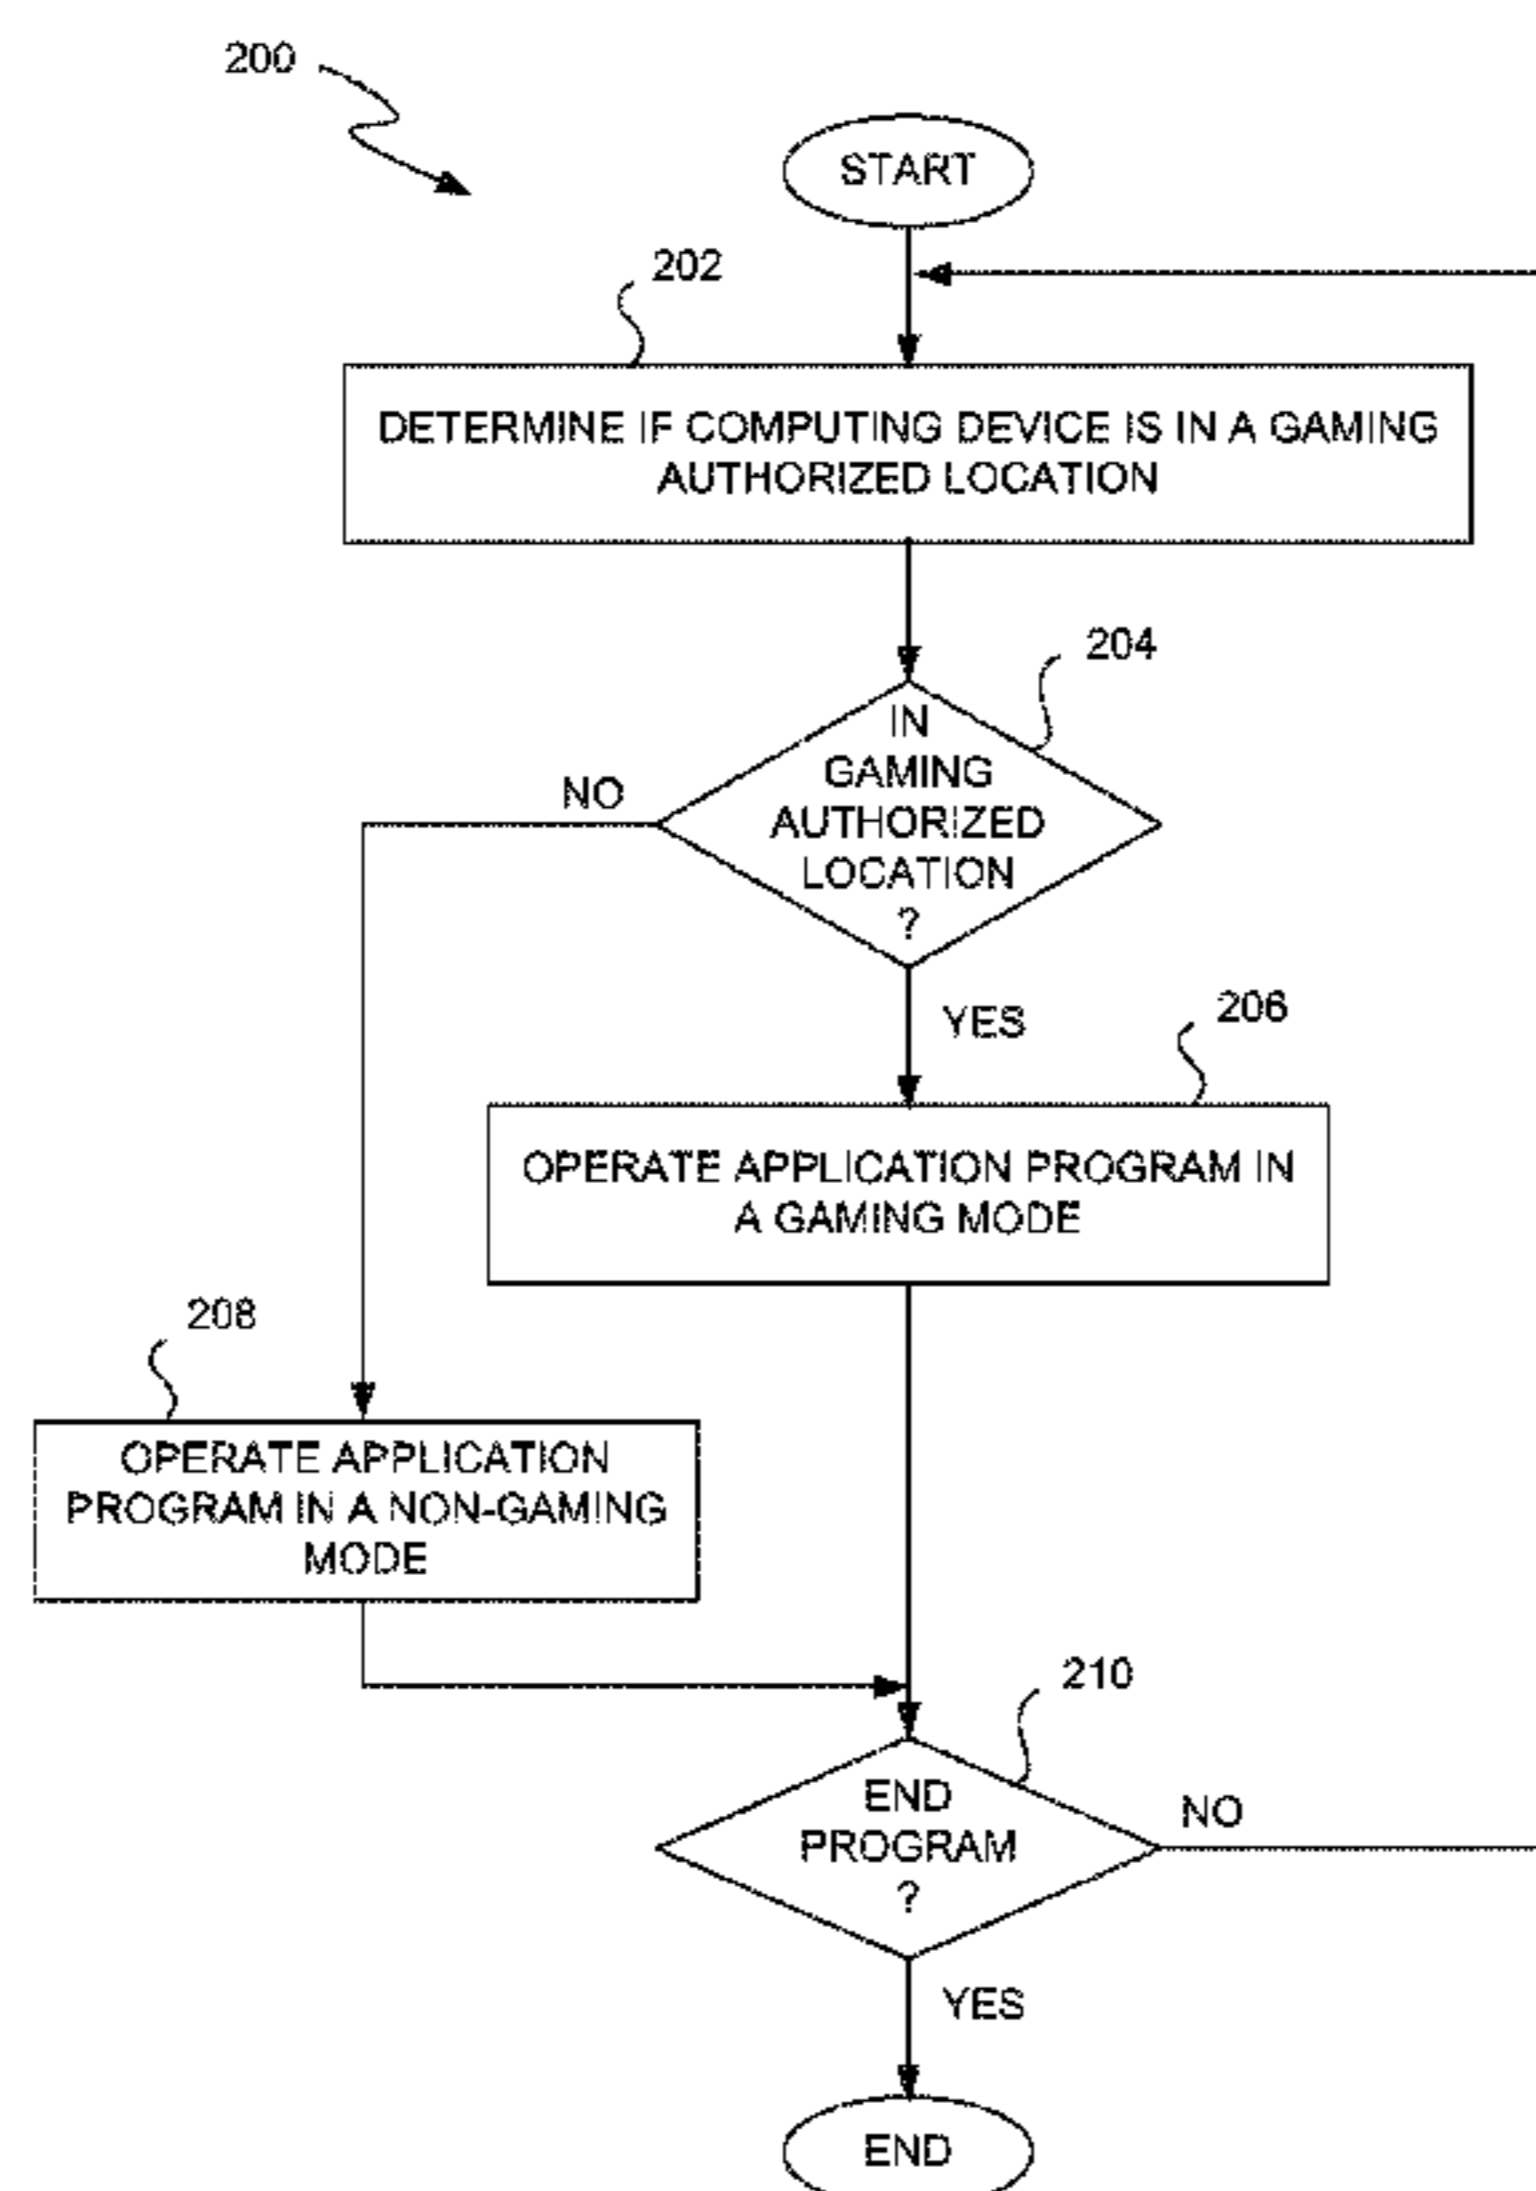 200
START
202
DETERMINE IF COMPUTING DEVICE IS IN A GAMING
AUTHORIZED LOCATION
204
IN
GAMING
AUTHORIZED
LOCATION
?
NO
YES
206
OPERATE APPLICATION PROGRAM IN
A GAMING MODE
208
OPERATE APPLICATION
PROGRAM IN A NON-GAMING
MODE
210
END
PROGRAM
?
NO
YES
END